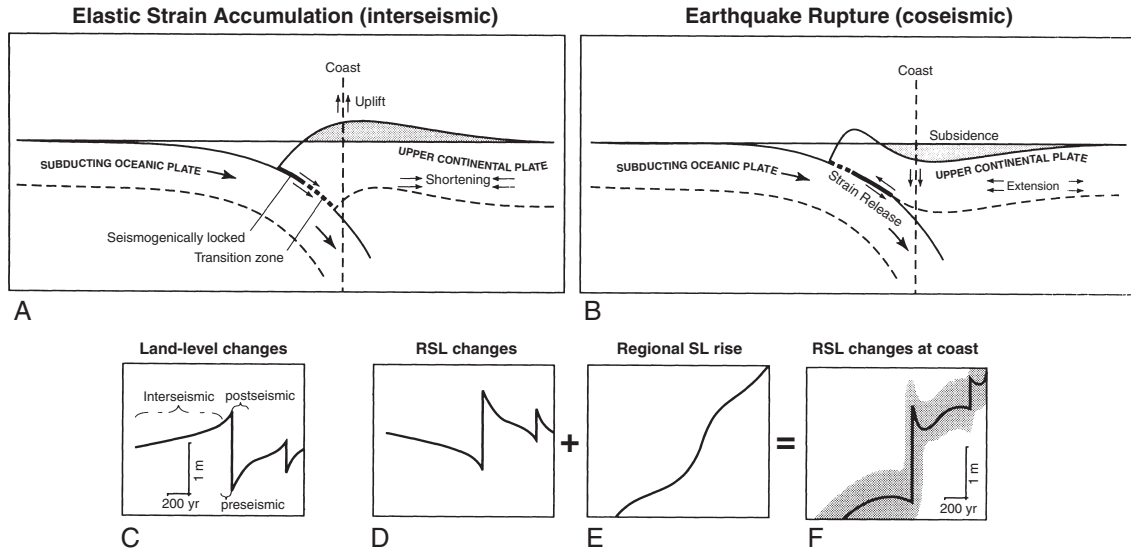 Elastic Strain Accumulation (interseismic)
Earthquake Rupture (coseismic)
Coast
Uplift
SUBDUCTING OCEANIC PLATE
UPPER CONTINENTAL PLATE
Shortening
Seismogenically locked
Transition zone
A
Coast
Subsidence
SUBDUCTING OCEANIC PLATE
UPPER CONTINENTAL PLATE
Extension
Strain Release
B
Land-level changes
Interseismic
postseismic
1 m
200 yr
preseismic
C
RSL changes
D
+
Regional SL rise
E
=
RSL changes at coast
1 m
200 yr
F